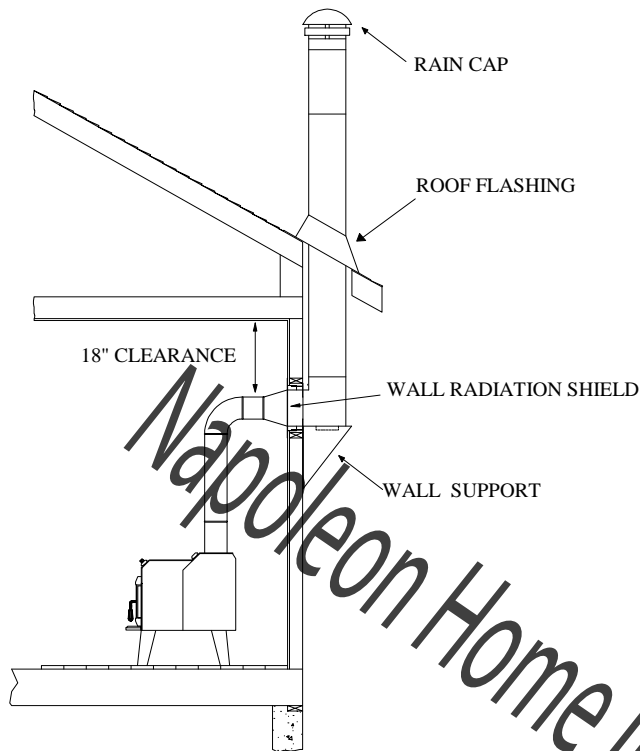 RAIN CAP
ROOF FLASHING
18" CLEARANCE
WALL RADIATION SHIELD
WALL SUPPORT
Napoleon Home